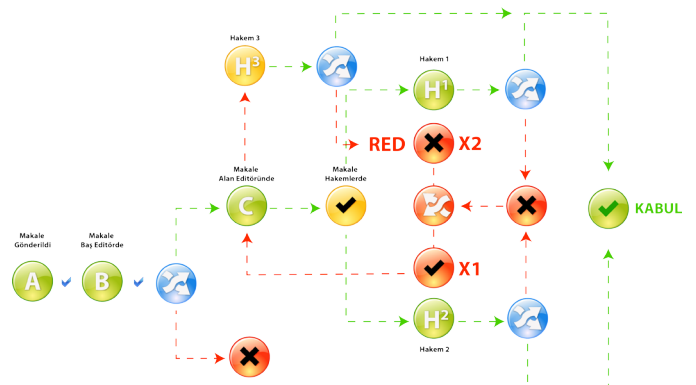 Hakem 3
H³
Hakem 1
H¹
RED
X2
Makale
Alan Editöründe
C
Makale
Hakemlerde
KABUL
Makale
Gönderildi
A
Makale
Baş Editörde
B
X1
H²
Hakem 2